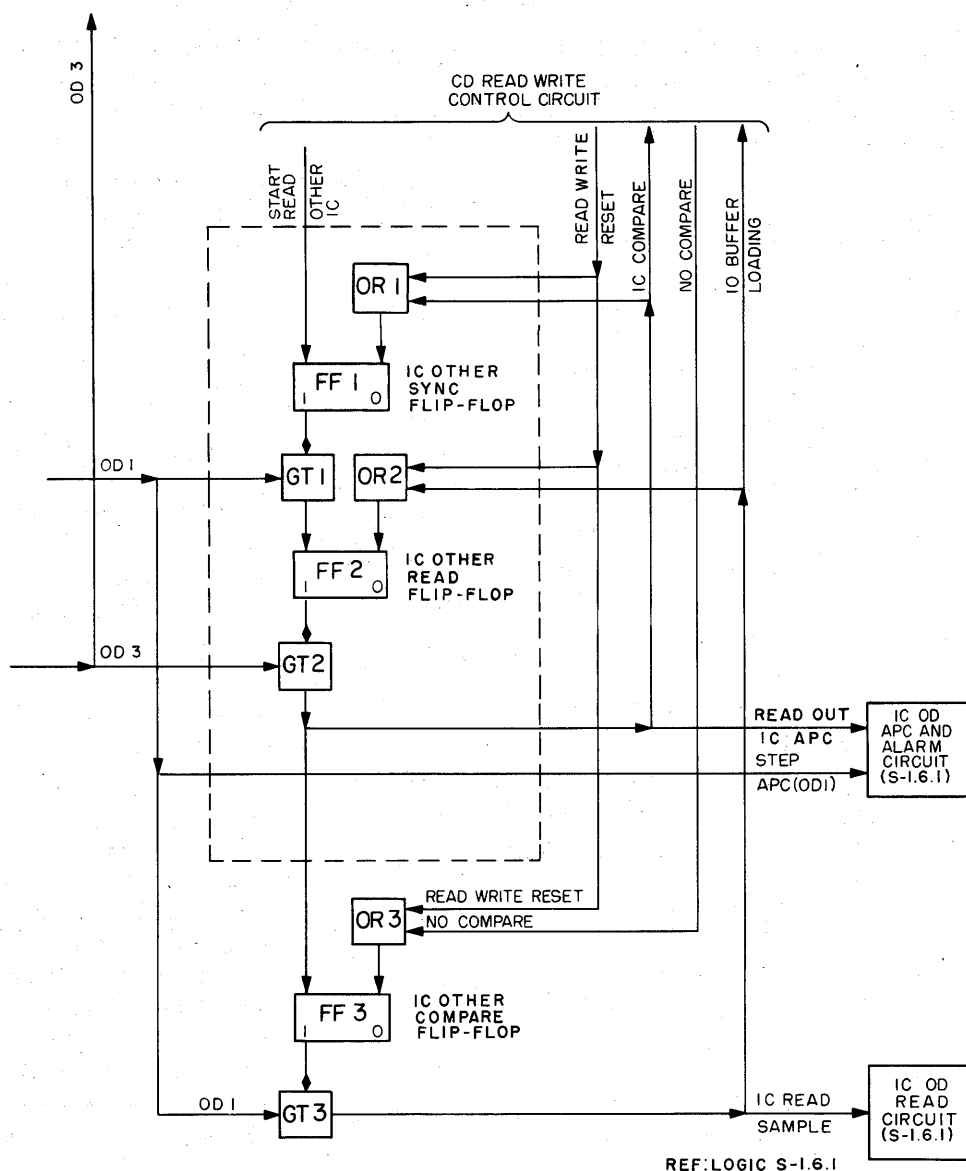 OD 3
CD READ WRITE
CONTROL CIRCUIT
START
READ
OTHER
IC
READ WRITE
RESET
IC COMPARE
NO COMPARE
IO BUFFER
LOADING
OR 1
FF 1
1 0
IC OTHER
SYNC
FLIP-FLOP
OD 1
GT 1
OR 2
FF 2
1 0
IC OTHER
READ
FLIP-FLOP
OD 3
GT 2
READ OUT
IC APC
STEP
APC(OD1)
IC OD
APC AND
ALARM
CIRCUIT
(S-1.6.1)
READ WRITE RESET
OR 3
NO COMPARE
FF 3
1 0
IC OTHER
COMPARE
FLIP-FLOP
OD 1
GT 3
IC READ
SAMPLE
IC OD
READ
CIRCUIT
(S-1.6.1)
REF: LOGIC S-1.6.1